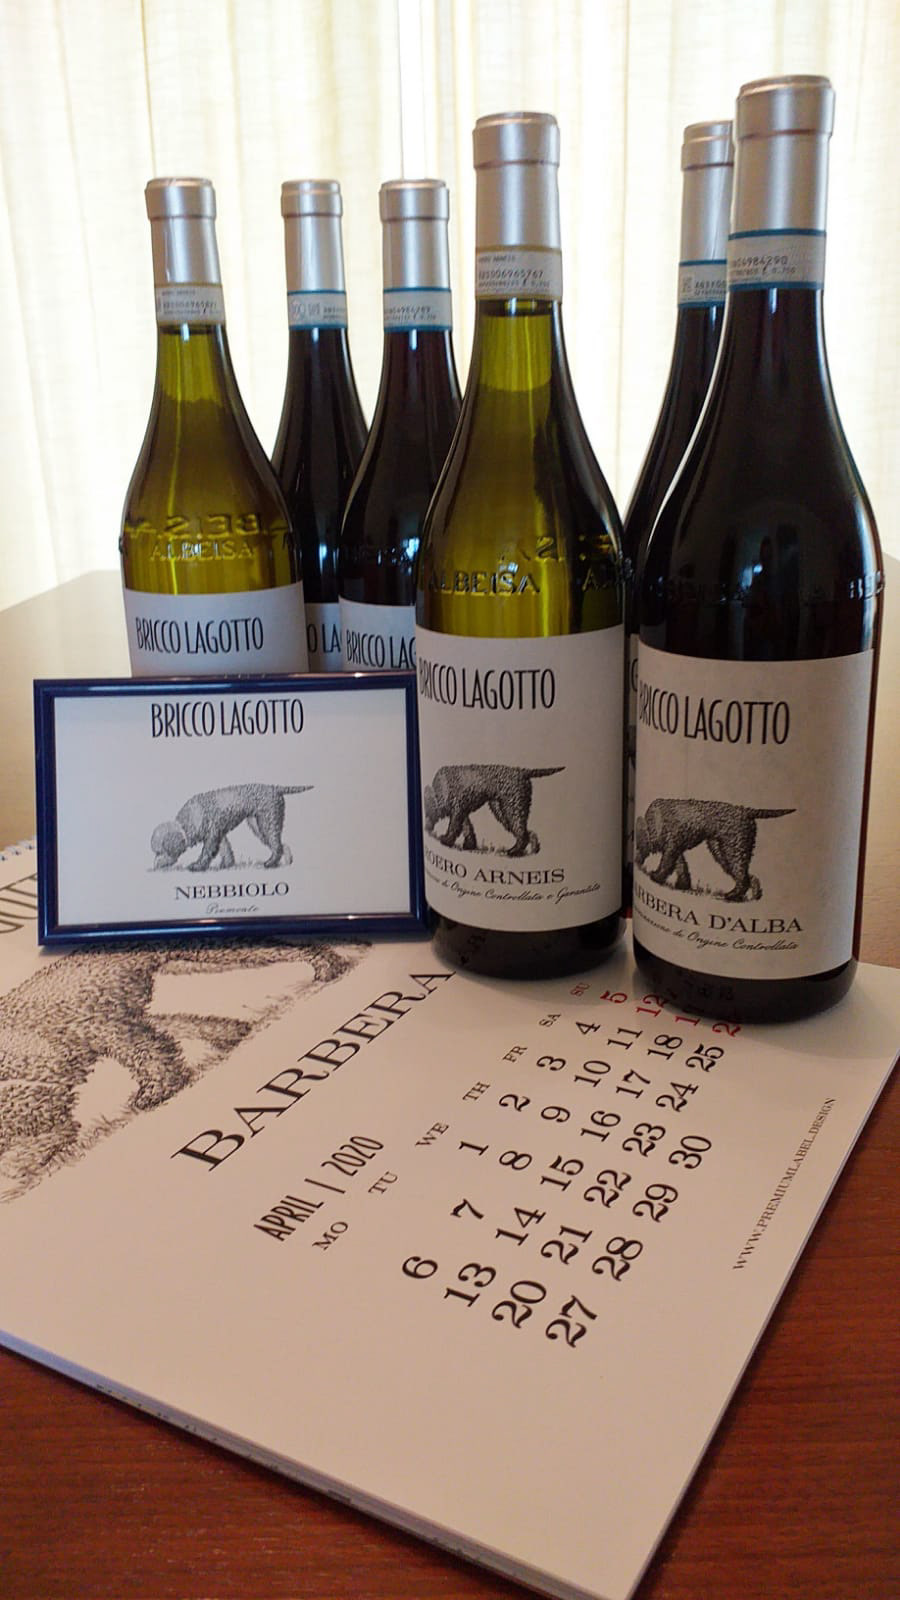 ALBEISA
BRICCO LAGOTTO
BRICCO LAG
BRICCO LAGOTTO
NEBBIOLO
Piemonte
ALBEISA
BRICCO LAGOTTO
ROERO ARNEIS
Origine Controllata e Garantita
BRICCO LAGOTTO
BARBERA D'ALBA
di Origine Controllata
BARBERA
APRIL | 2020
MO TU WE TH FR SA SU
1 2 3 4 5
6 7 8 9 10 11 12
13 14 15 16 17 18
20 21 22 23 24 25
27 28 29 30
WWW.PREMIUMLABEL.DESIGN